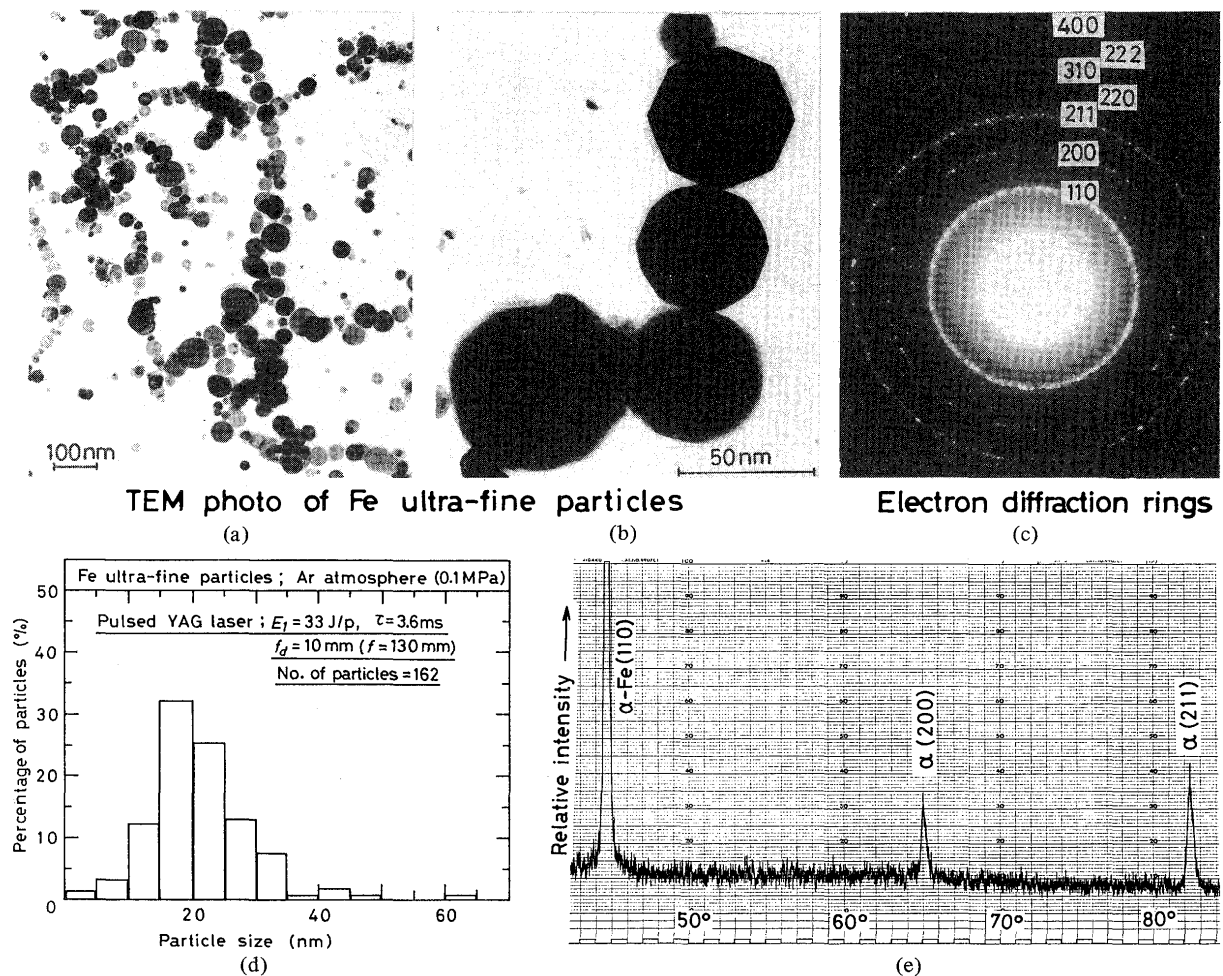 400
222
310
220
211
200
110
100nm
50nm
TEM photo of Fe ultra-fine particles
Electron diffraction rings
(a)
(b)
(c)
Fe ultra-fine particles ; Ar atmosphere (0.1 MPa)
Pulsed YAG laser ; E₁ = 33 J/p, τ = 3.6ms
f_d = 10 mm ( f = 130 mm )
No. of particles = 162
Percentage of particles (%)
50
40
30
20
10
0
20
40
60
Particle size (nm)
(d)
Relative intensity
α-Fe (110)
α (200)
α (211)
50°
60°
70°
80°
(e)